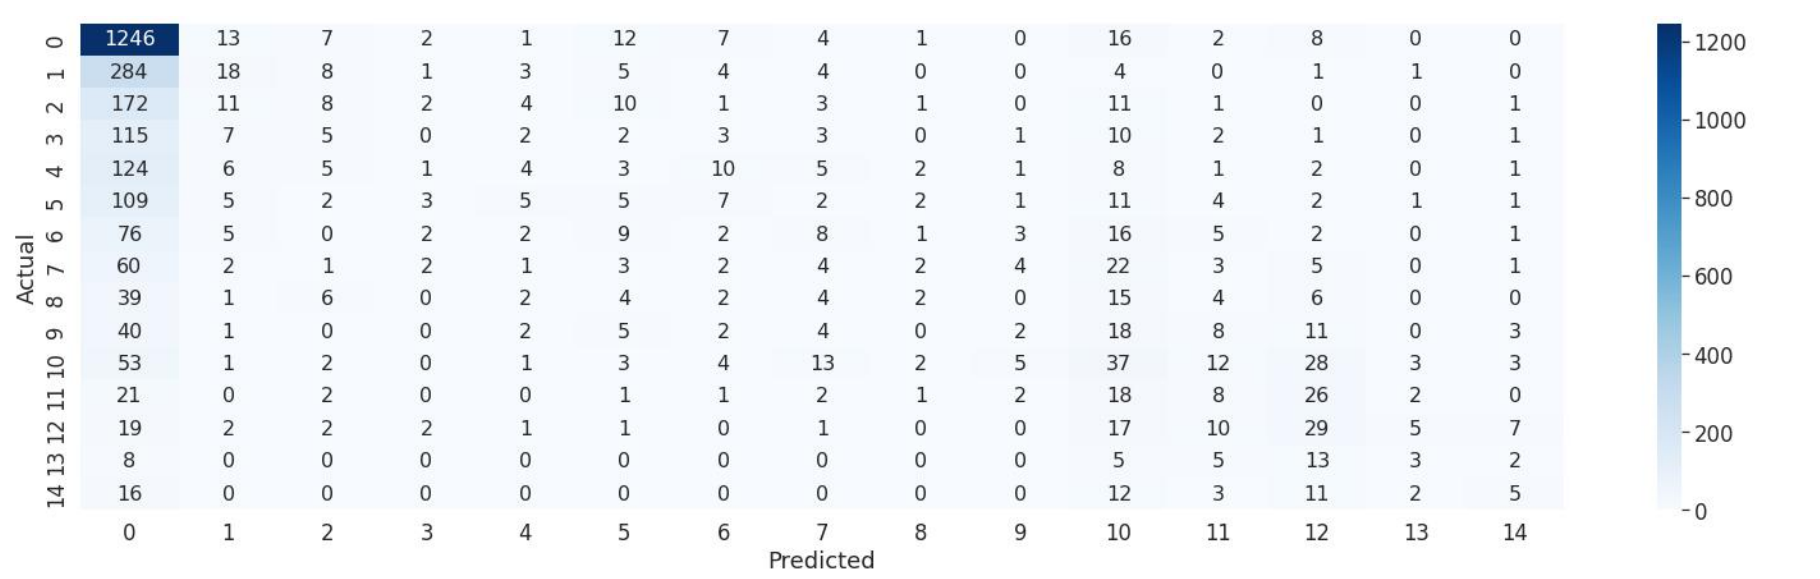 0 1246 13 7 2 1 12 7 4 1 0 16 2 8 0 0
1 284 18 8 1 3 5 4 4 0 0 4 0 1 1 0
2 172 11 8 2 4 10 1 3 1 0 11 1 0 0 1
3 115 7 5 0 2 2 3 3 0 1 10 2 1 0 1
4 124 6 5 1 4 3 10 5 2 1 8 1 2 0 1
5 109 5 2 3 5 5 7 2 2 1 11 4 2 1 1
6 76 5 0 2 2 9 2 8 1 3 16 5 2 0 1
7 60 2 1 2 1 3 2 4 2 4 22 3 5 0 1
8 39 1 6 0 2 4 2 4 2 0 15 4 6 0 0
9 40 1 0 0 2 5 2 4 0 2 18 8 11 0 3
10 53 1 2 0 1 3 4 13 2 5 37 12 28 3 3
11 21 0 2 0 0 1 1 2 1 2 18 8 26 2 0
12 19 2 2 2 1 1 0 1 0 0 17 10 29 5 7
13 8 0 0 0 0 0 0 0 0 0 5 5 13 3 2
14 16 0 0 0 0 0 0 0 0 0 12 3 11 2 5
0 1 2 3 4 5 6 7 8 9 10 11 12 13 14
Predicted
Actual
1200
1000
800
600
400
200
0